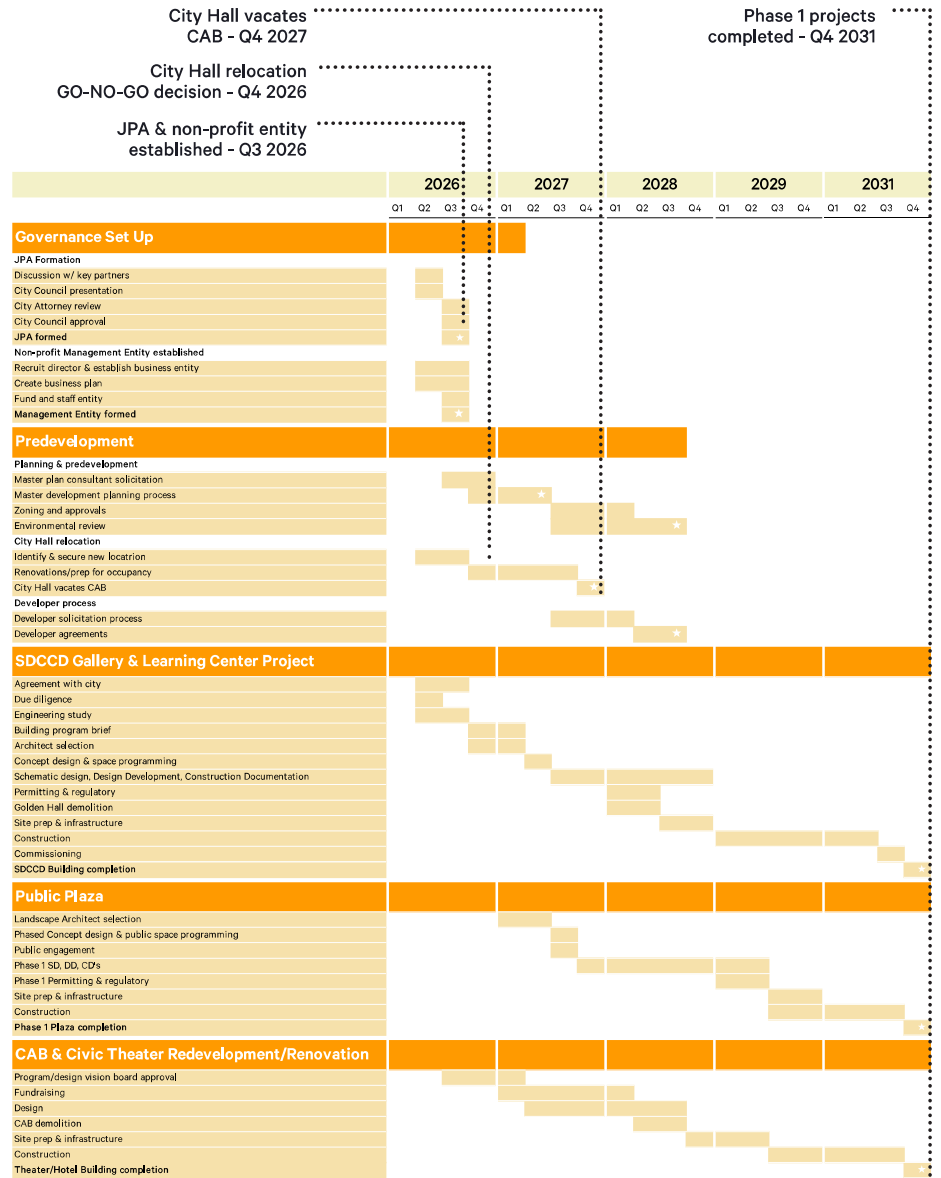 City Hall vacates
CAB - Q4 2027
Phase 1 projects
completed - Q4 2031
City Hall relocation
GO-NO-GO decision - Q4 2026
JPA & non-profit entity
established - Q3 2026
2026 2027 2028 2029 2031
Q1 Q2 Q3 Q4 Q1 Q2 Q3 Q4 Q1 Q2 Q3 Q4 Q1 Q2 Q3 Q4 Q1 Q2 Q3 Q4
Governance Set Up
JPA Formation
Discussion w/ key partners
City Council presentation
City Attorney review
City Council approval
JPA formed
Non-profit Management Entity established
Recruit director & establish business entity
Create business plan
Fund and staff entity
Management Entity formed
Predevelopment
Planning & predevelopment
Master plan consultant solicitation
Master development planning process
Zoning and approvals
Environmental review
City Hall relocation
Identify & secure new locatrion
Renovations/prep for occupancy
City Hall vacates CAB
Developer process
Developer solicitation process
Developer agreements
SDCCD Gallery & Learning Center Project
Agreement with city
Due diligence
Engineering study
Building program brief
Architect selection
Concept design & space programming
Schematic design, Design Development, Construction Documentation
Permitting & regulatory
Golden Hall demolition
Site prep & infrastructure
Construction
Commissioning
SDCCD Building completion
Public Plaza
Landscape Architect selection
Phased Concept design & public space programming
Public engagement
Phase 1 SD, DD, CD's
Phase 1 Permitting & regulatory
Site prep & infrastructure
Construction
Phase 1 Plaza completion
CAB & Civic Theater Redevelopment/Renovation
Program/design vision board approval
Fundraising
Design
CAB demolition
Site prep & infrastructure
Construction
Theater/Hotel Building completion